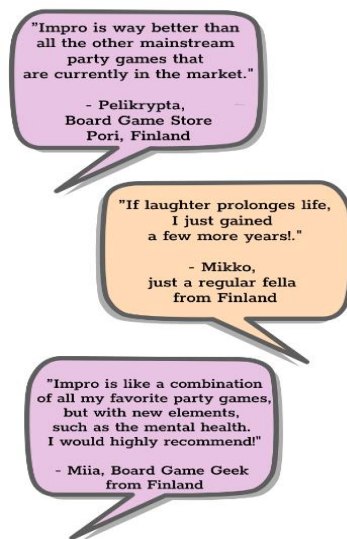 "Impro is way better than
all the other mainstream
party games that
are currently in the market."
- Pelikrypta,
Board Game Store
Pori, Finland
"If laughter prolonges life,
I just gained
a few more years!."
- Mikko,
just a regular fella
from Finland
"Impro is like a combination
of all my favorite party games,
but with new elements,
such as the mental health.
I would highly recommend!"
- Miia, Board Game Geek
from Finland